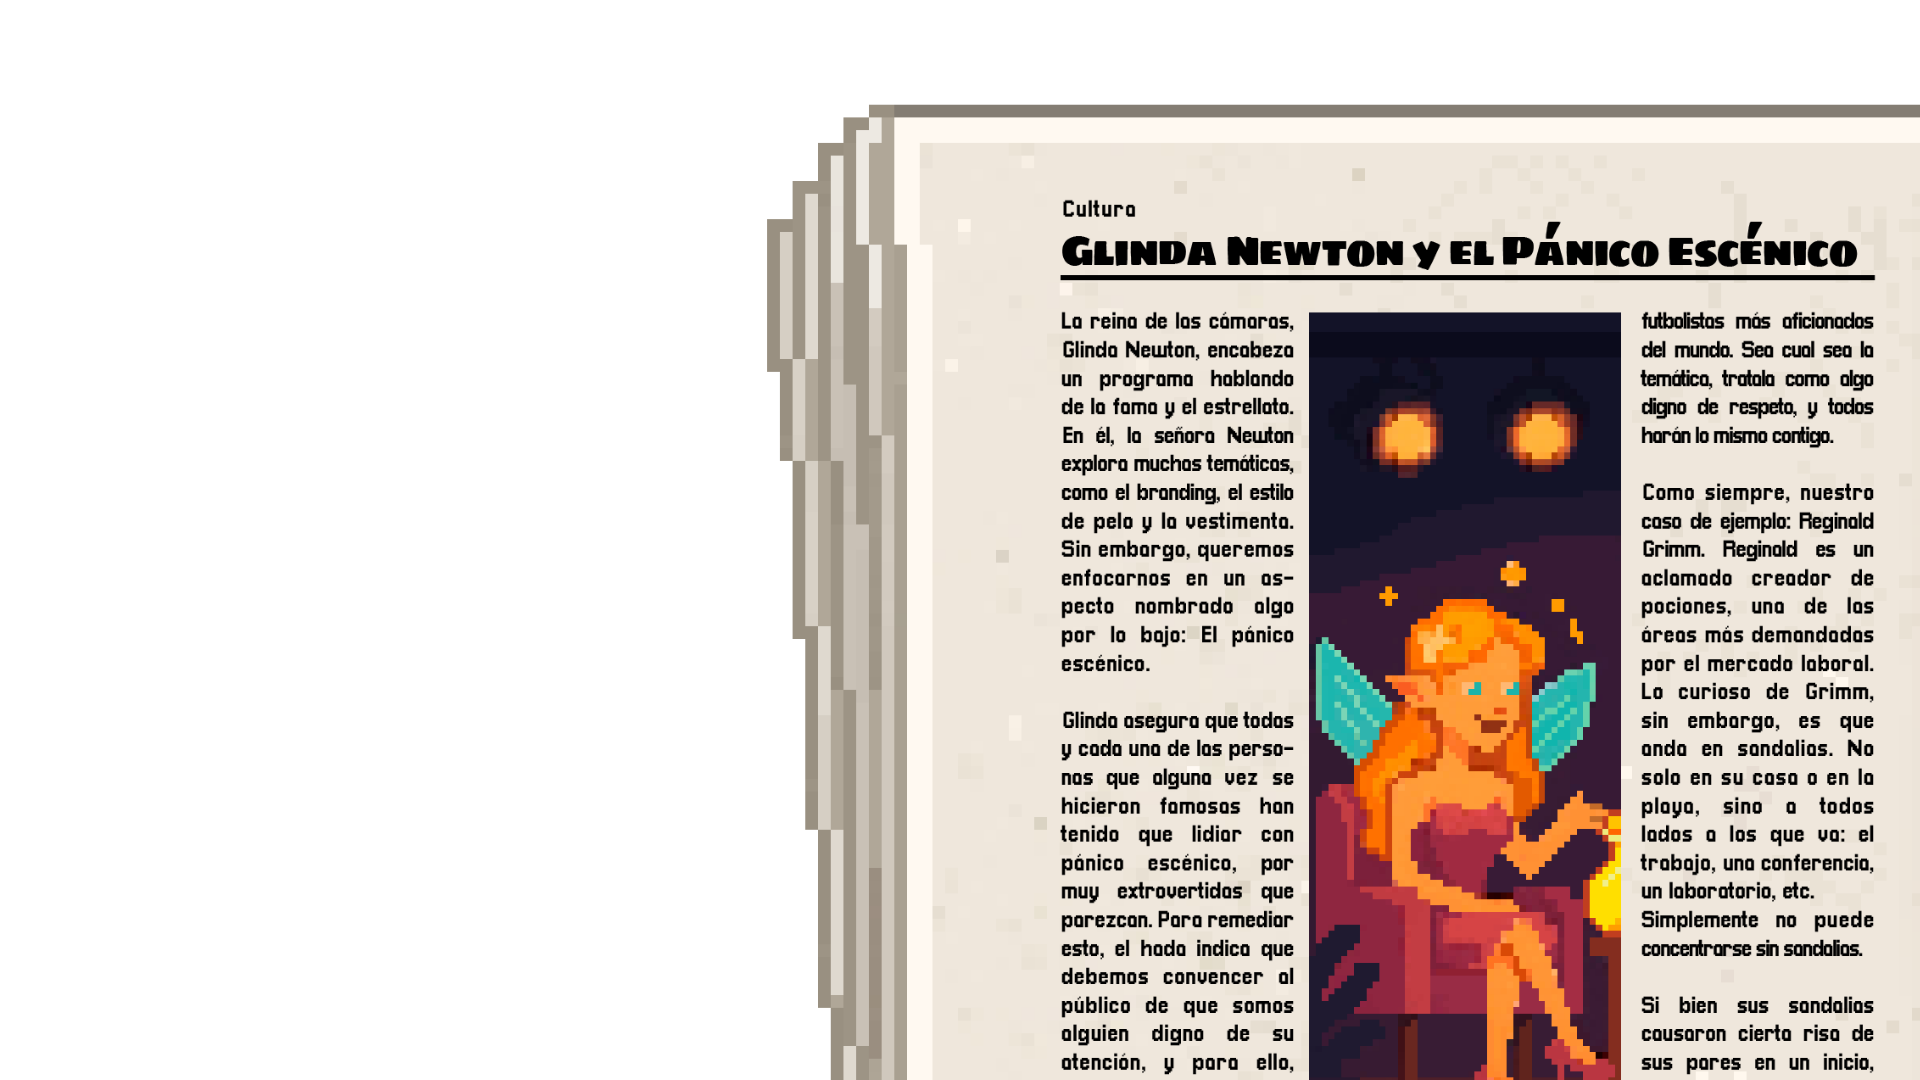 Cultura
Glinda Newton y el Pánico Escénico
La reina de las cámaras,
Glinda Newton, encabeza
un programa hablando
de la fama y el estrellato.
En él, la señora Newton
explora muchas temáticas,
como el branding, el estilo
de pelo y la vestimenta.
Sin embargo, queremos
enfocarnos en un as-
pecto nombrado algo
por lo bajo: El pánico
escénico.
Glinda asegura que todas
y cada una de las perso-
nas que alguna vez se
hicieron famosas han
tenido que lidiar con
pánico escénico, por
muy extrovertidas que
parezcan. Para remediar
esto, el hada indica que
debemos convencer al
público de que somos
alguien digno de su
atención, y para ello,
futbolistas más aficionados
del mundo. Sea cual sea la
temática, tratala como algo
digno de respeto, y todos
harán lo mismo contigo.
Como siempre, nuestro
caso de ejemplo: Reginald
Grimm. Reginald es un
aclamado creador de
pociones, una de las
áreas más demandadas
por el mercado laboral.
Lo curioso de Grimm,
sin embargo, es que
anda en sandalias. No
solo en su casa o en la
playa, sino a todos
lados a los que va: el
trabajo, una conferencia,
un laboratorio, etc.
Simplemente no puede
concentrarse sin sandalias.
Si bien sus sandalias
causaron cierta risa de
sus pares en un inicio,